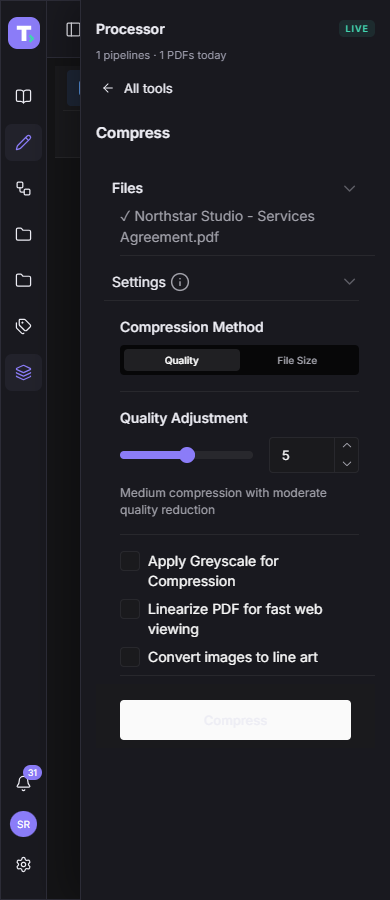 T
Processor
LIVE
1 pipelines · 1 PDFs today
← All tools
Compress
Files
✓ Northstar Studio - Services
Agreement.pdf
Settings
Compression Method
Quality
File Size
Quality Adjustment
5
Medium compression with moderate
quality reduction
Apply Greyscale for
Compression
Linearize PDF for fast web
viewing
Convert images to line art
Compress
31
SR